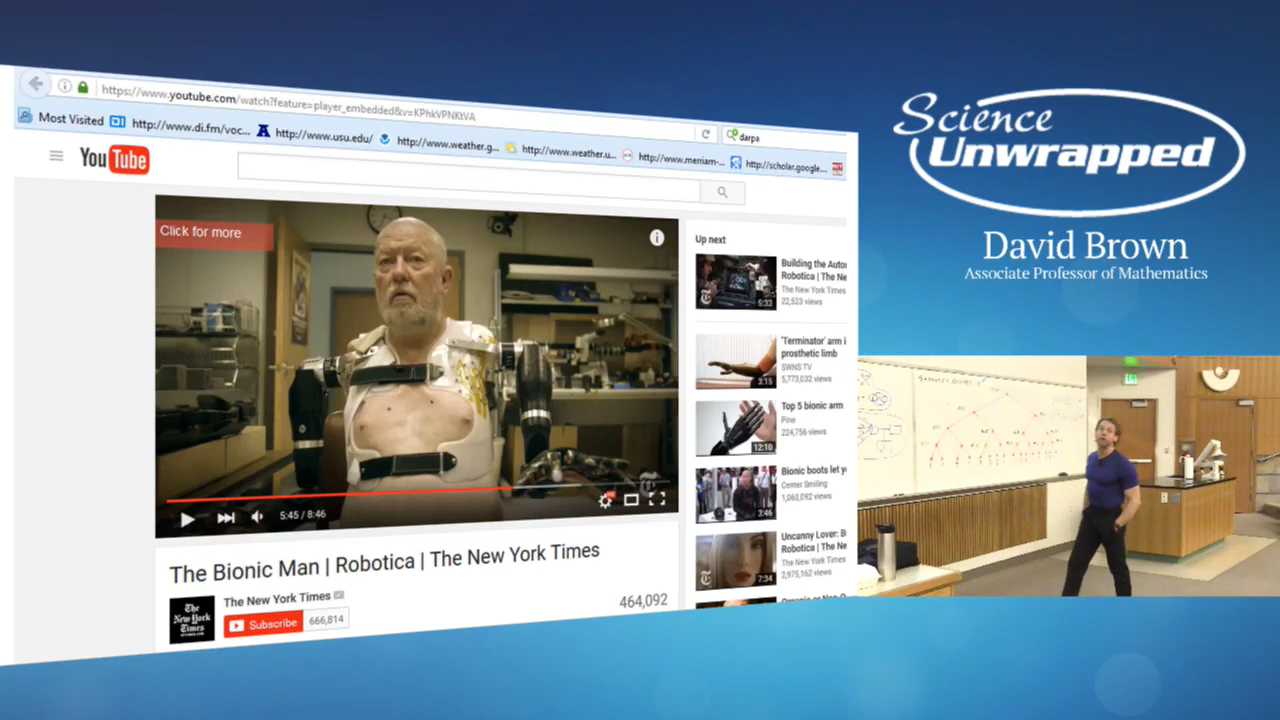 https://www.youtube.com/watch?feature=player_embedded&v=KPhkVPNKtVA
darpa
Most Visited
DI
http://www.di.fm/voc...
A
http://www.usu.edu/
http://www.weather.g...
http://www.weather.u...
http://www.merriam-...
http://scholar.google...
YouTube
Click for more
5:45 / 8:46
Up next
Building the Autor
Robotica | The Ne
The New York Times
22,523 views
5:33
'Terminator' arm i
prosthetic limb
SWNS TV
5,773,032 views
3:15
Top 5 bionic arm
Pine
224,756 views
12:10
Bionic boots let y
Center Smiling
1,060,092 views
3:46
Uncanny Lover: B
Robotica | The Ne
The New York Times
2,975,162 views
7:34
The Bionic Man | Robotica | The New York Times
The
New York
Times
The New York Times
Subscribe
666,814
464,092
Science
Unwrapped
David Brown
Associate Professor of Mathematics